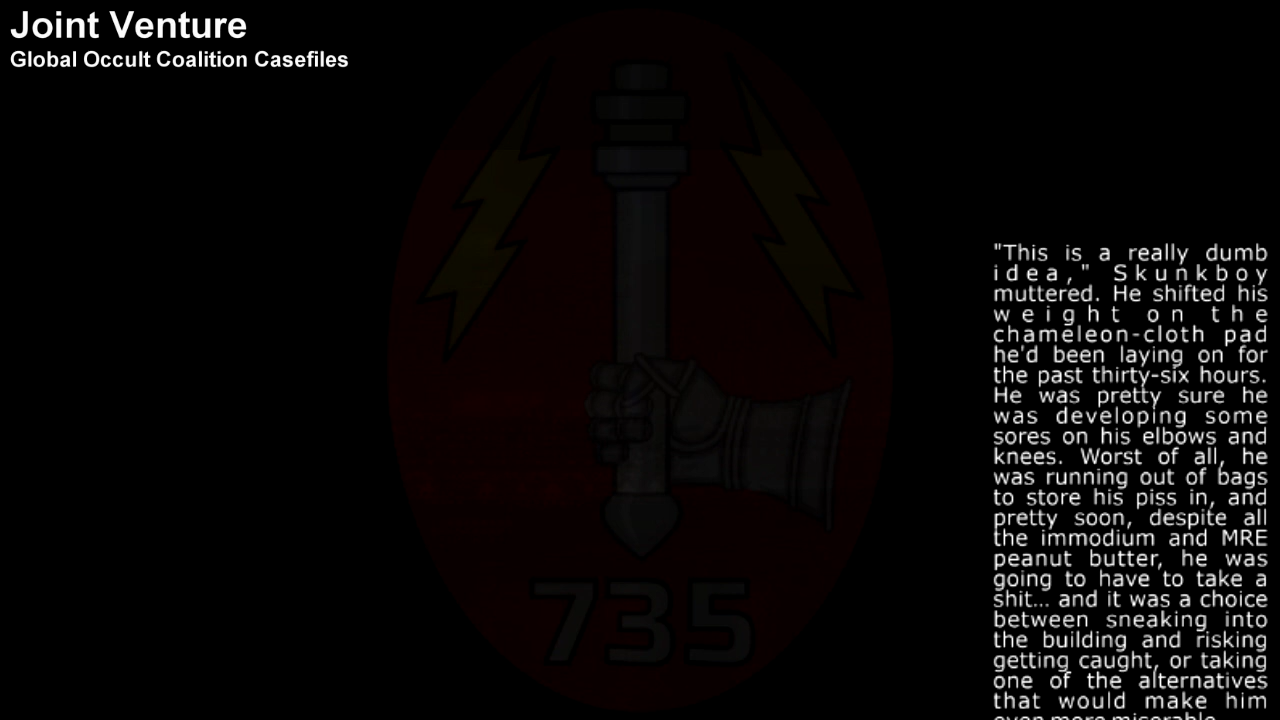 Joint Venture
Global Occult Coalition Casefiles
"This is a really dumb
idea," Skunkboy
muttered. He shifted his
weight on the
chameleon-cloth pad
he'd been laying on for
the past thirty-six hours.
He was pretty sure he
was developing some
sores on his elbows and
knees. Worst of all, he
was running out of bags
to store his piss in, and
pretty soon, despite all
the immodium and MRE
peanut butter, he was
going to have to take a
shit... and it was a choice
between sneaking into
the building and risking
getting caught, or taking
one of the alternatives
that would make him
even more miserable
735